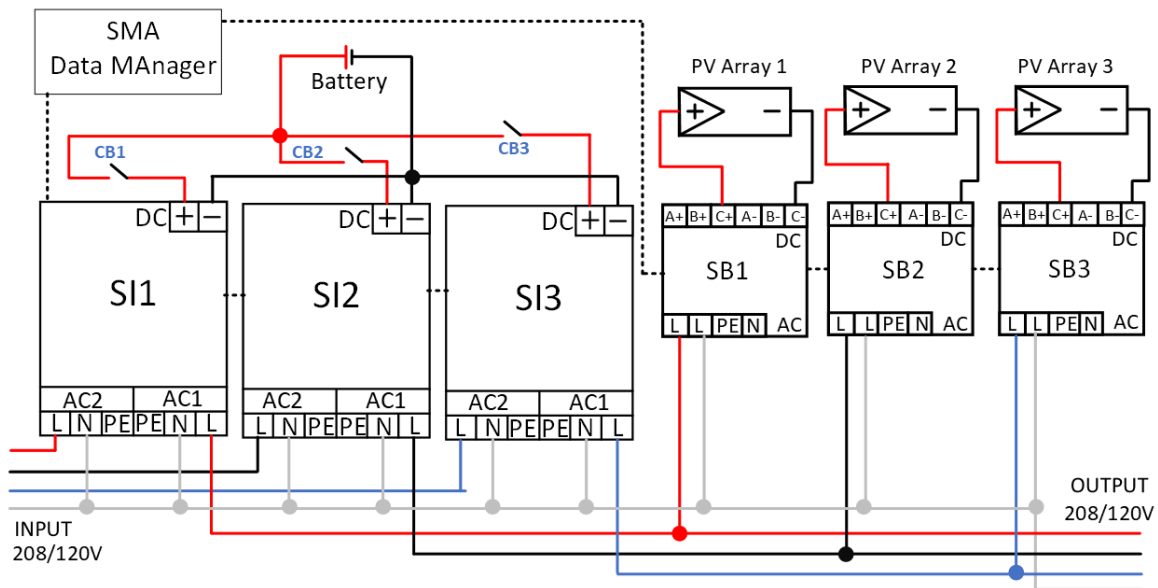 SMA
Data MAnager
Battery
PV Array 1
PV Array 2
PV Array 3
+
−
+
−
+
−
CB1
CB2
CB3
A+ B+ C+ A- B- C-
DC
SB1
L L PE N AC
A+ B+ C+ A- B- C-
DC
SB2
L L PE N AC
A+ B+ C+ A- B- C-
DC
SB3
L L PE N AC
DC + −
SI1
AC2 AC1
L N PE PE N L
DC + −
SI2
AC2 AC1
L N PE PE N L
DC + −
SI3
AC2 AC1
L N PE PE N L
INPUT
208/120V
OUTPUT
208/120V